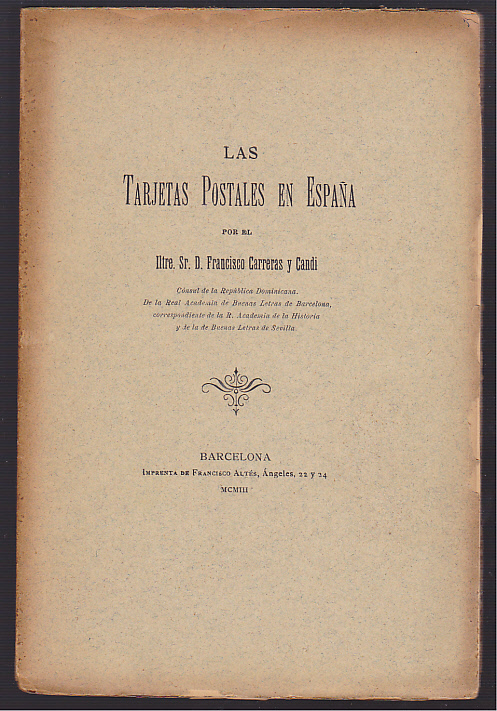 LAS
TARJETAS POSTALES EN ESPAÑA
POR EL
Iltre. Sr. D. Francisco Carreras y Candi
Cónsul de la República Dominicana.
De la Real Academia de Buenas Letras de Barcelona,
correspondiente de la R. Academia de la Historia
y de la de Buenas Letras de Sevilla.
BARCELONA
IMPRENTA DE FRANCISCO ALTÉS, Ángeles, 22 y 24
MCMIII